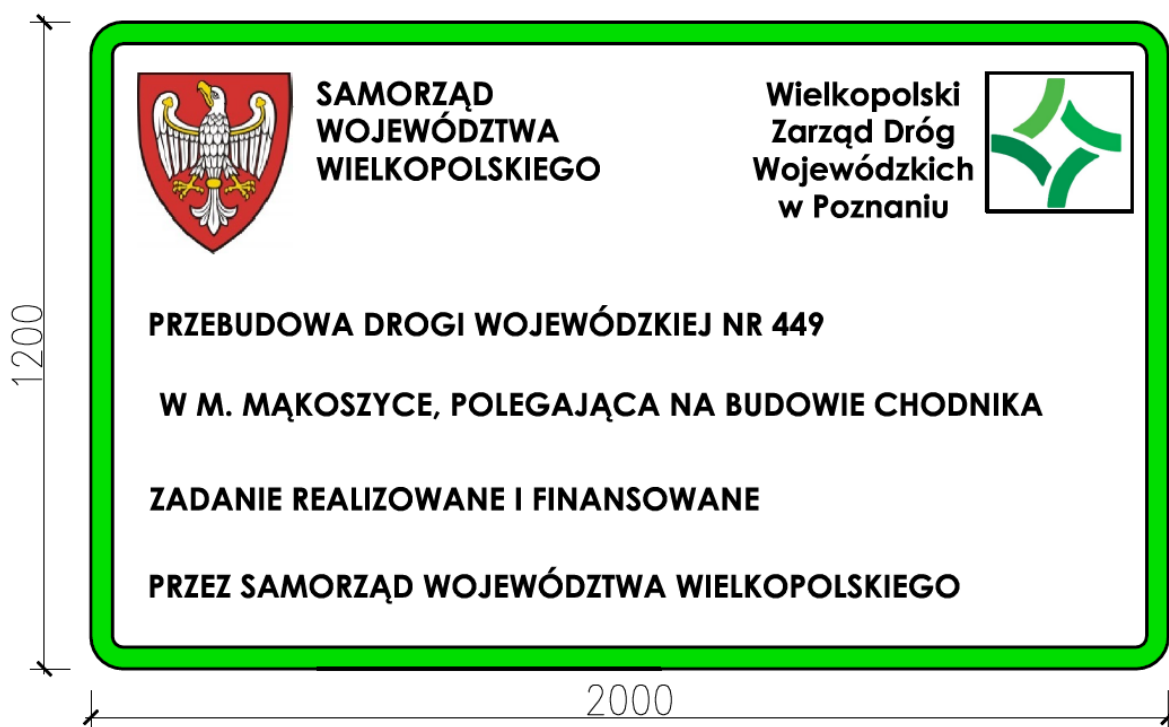 SAMORZĄD
WOJEWÓDZTWA
WIELKOPOLSKIEGO
Wielkopolski
Zarząd Dróg
Wojewódzkich
w Poznaniu
PRZEBUDOWA DROGI WOJEWÓDZKIEJ NR 449
W M. MĄKOSZYCE, POLEGAJĄCA NA BUDOWIE CHODNIKA
ZADANIE REALIZOWANE I FINANSOWANE
PRZEZ SAMORZĄD WOJEWÓDZTWA WIELKOPOLSKIEGO
1200
2000